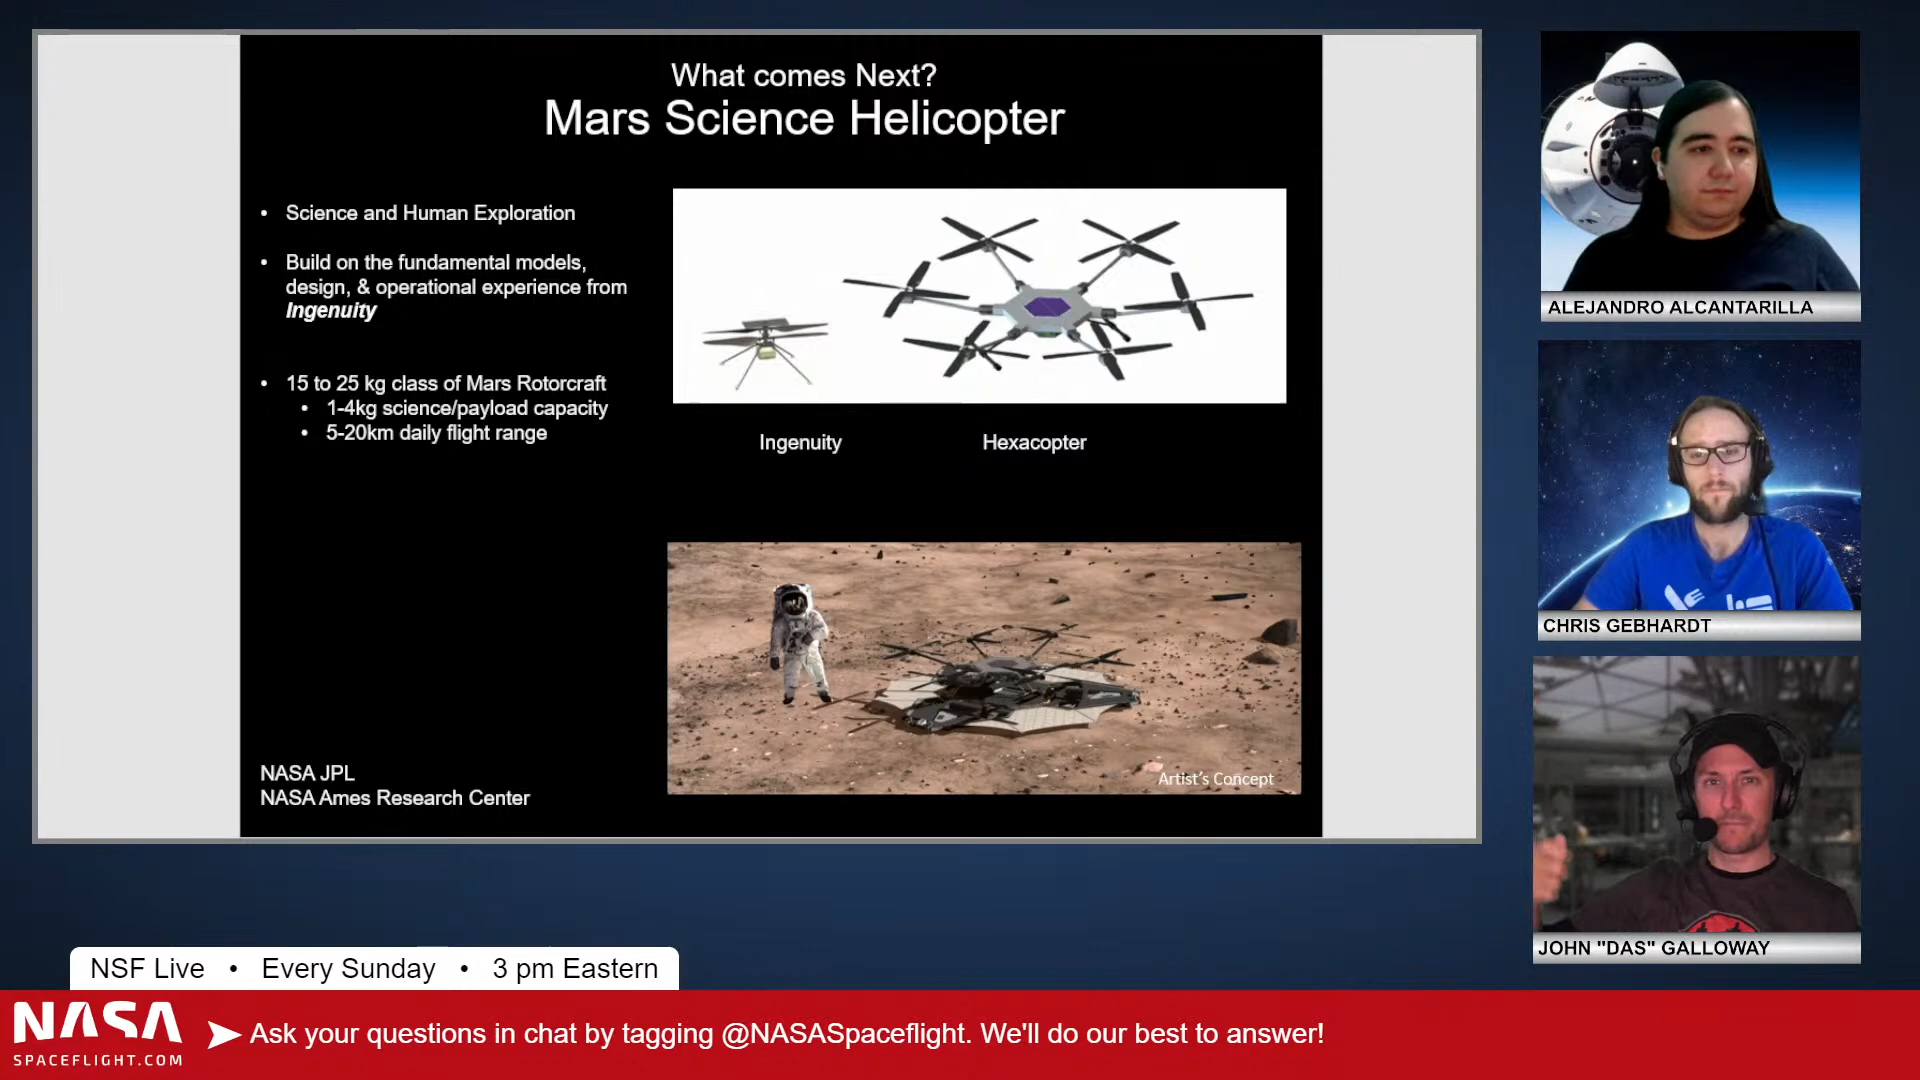 What comes Next?
Mars Science Helicopter
• Science and Human Exploration
• Build on the fundamental models,
design, & operational experience from
Ingenuity
• 15 to 25 kg class of Mars Rotorcraft
• 1-4kg science/payload capacity
• 5-20km daily flight range
Ingenuity
Hexacopter
Artist's Concept
NASA JPL
NASA Ames Research Center
ALEJANDRO ALCANTARILLA
CHRIS GEBHARDT
JOHN "DAS" GALLOWAY
NSF Live • Every Sunday • 3 pm Eastern
NASA
SPACEFLIGHT.COM
Ask your questions in chat by tagging @NASASpaceflight. We'll do our best to answer!